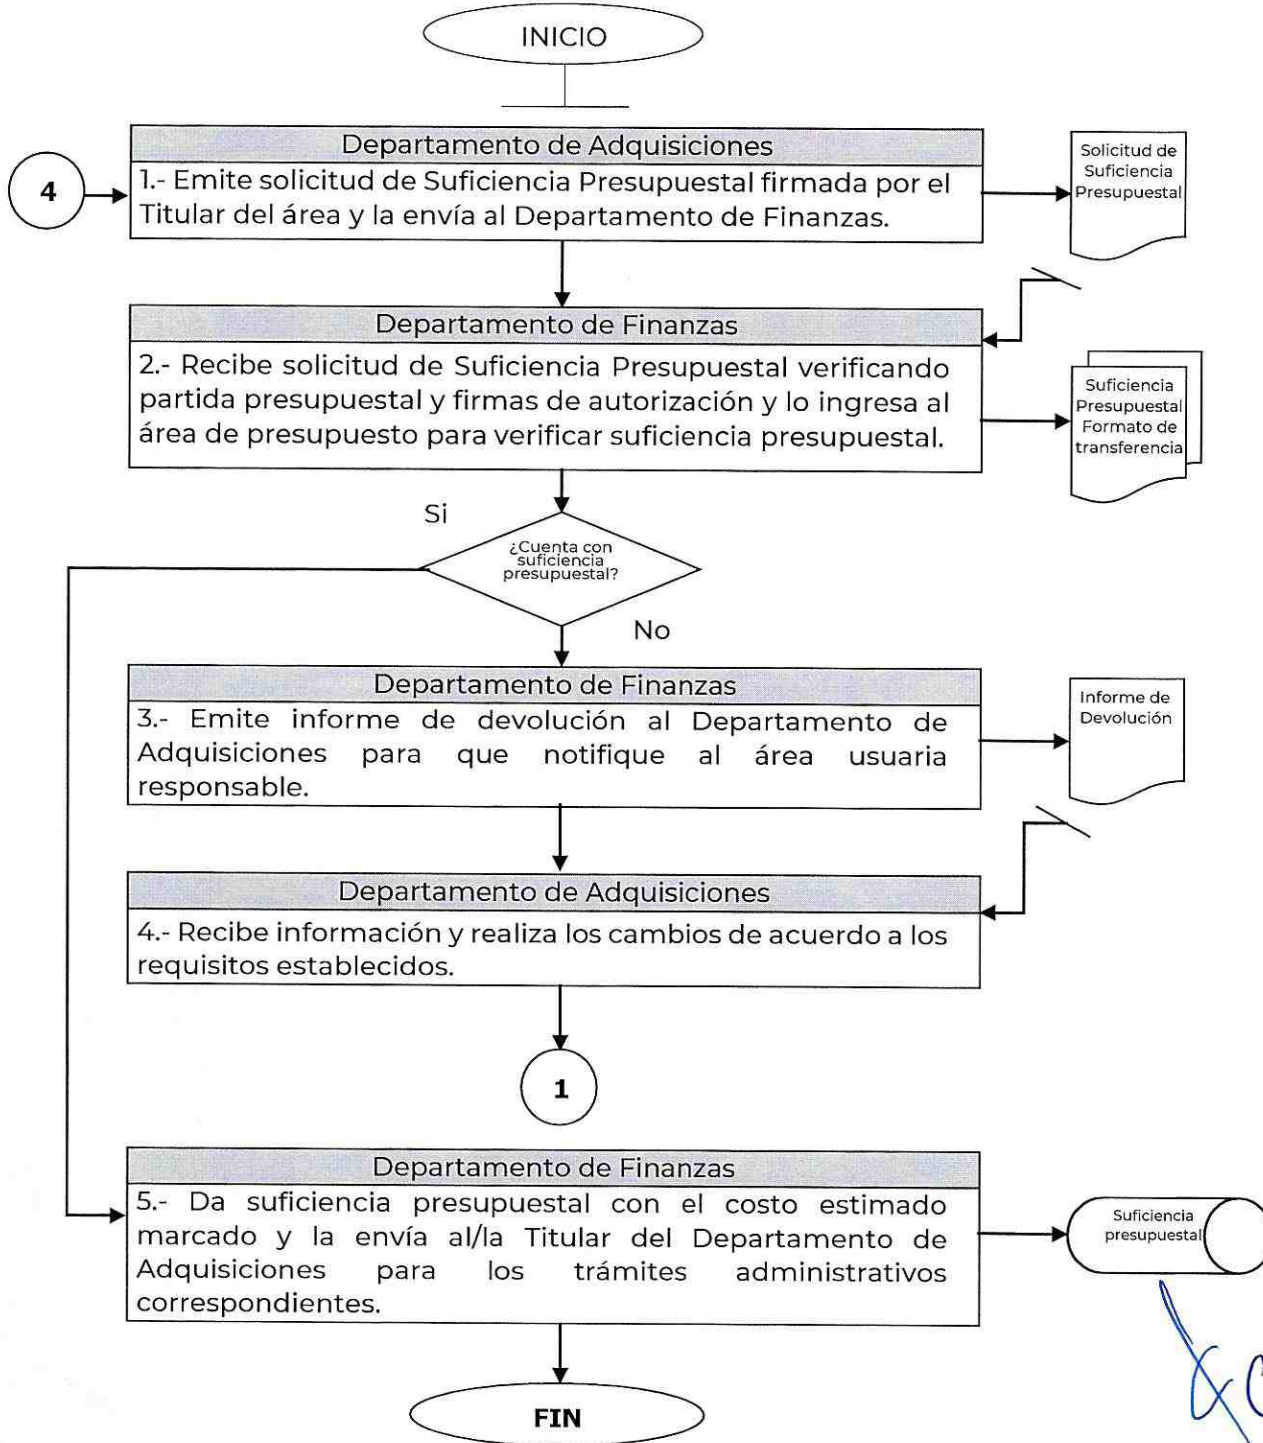 INICIO
Departamento de Adquisiciones
4
1.- Emite solicitud de Suficiencia Presupuestal firmada por el
Titular del área y la envía al Departamento de Finanzas.
Solicitud de
Suficiencia
Presupuestal
Departamento de Finanzas
2.- Recibe solicitud de Suficiencia Presupuestal verificando
partida presupuestal y firmas de autorización y lo ingresa al
área de presupuesto para verificar suficiencia presupuestal.
Suficiencia
Presupuestal
Formato de
transferencia
Si
¿Cuenta con
suficiencia
presupuestal?
No
Departamento de Finanzas
3.- Emite informe de devolución al Departamento de
Adquisiciones para que notifique al área usuaria
responsable.
Informe de
Devolución
Departamento de Adquisiciones
4.- Recibe información y realiza los cambios de acuerdo a los
requisitos establecidos.
1
Departamento de Finanzas
5.- Da suficiencia presupuestal con el costo estimado
marcado y la envía al/la Titular del Departamento de
Adquisiciones para los trámites administrativos
correspondientes.
Suficiencia
presupuestal
FIN